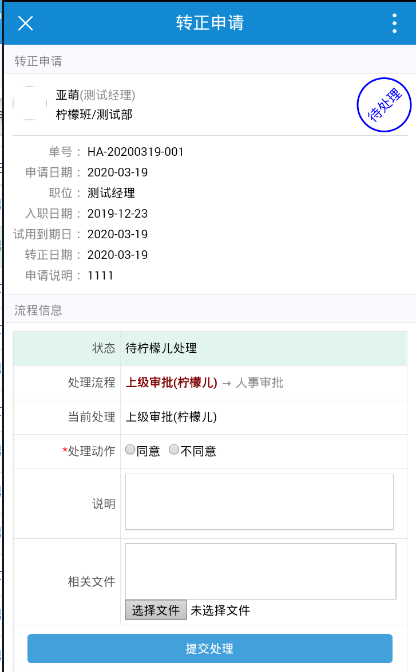 转正申请
转正申请
亚萌(测试经理)
柠檬班/测试部
待处理
单号： HA-20200319-001
申请日期： 2020-03-19
职位： 测试经理
入职日期： 2019-12-23
试用到期日： 2020-03-19
转正日期： 2020-03-19
申请说明： 1111
流程信息
状态 待柠檬儿处理
处理流程 上级审批(柠檬儿) → 人事审批
当前处理 上级审批(柠檬儿)
*处理动作 同意 不同意
说明
相关文件
选择文件 未选择文件
提交处理